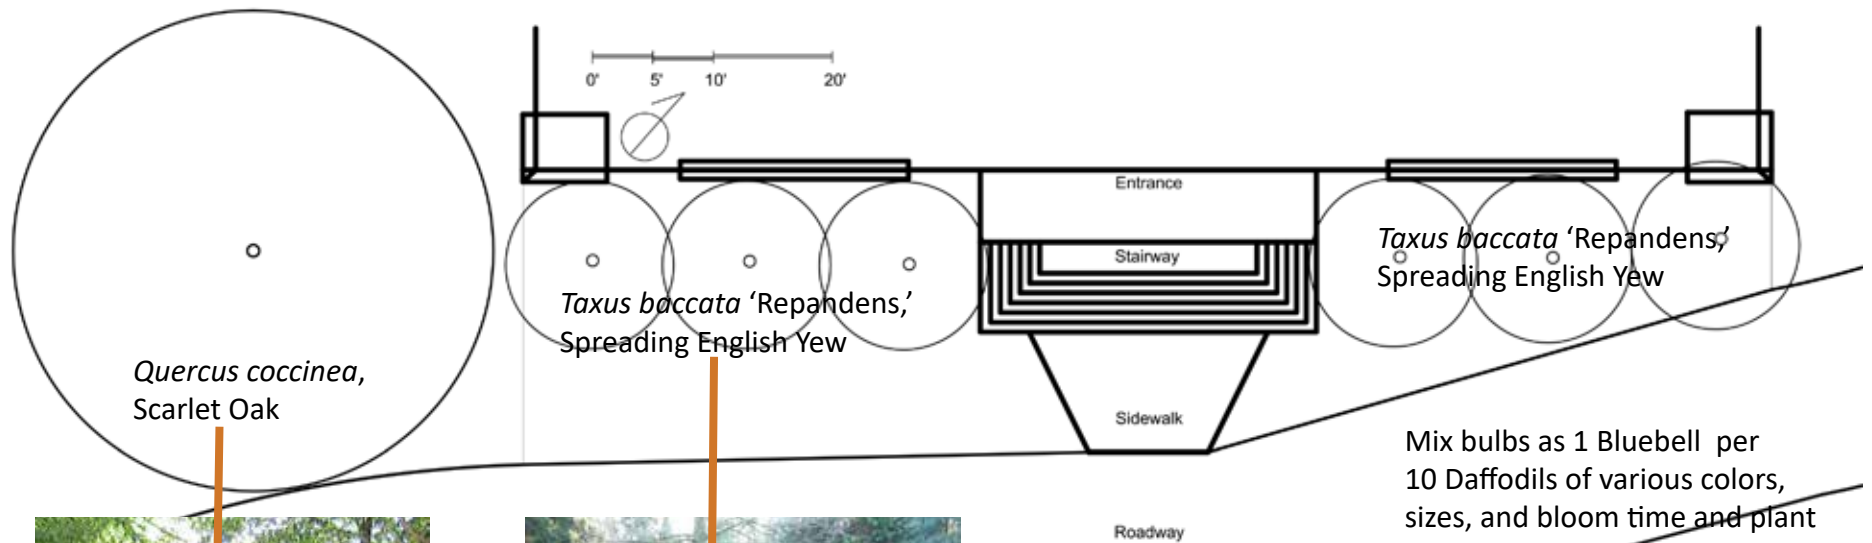 0' 5' 10' 20'
Entrance
Stairway
Taxus baccata ‘Repandens,’
Spreading English Yew
Taxus baccata ‘Repandens,’
Spreading English Yew
Quercus coccinea,
Scarlet Oak
Sidewalk
Mix bulbs as 1 Bluebell per
10 Daffodils of various colors,
sizes, and bloom time and plant
Roadway